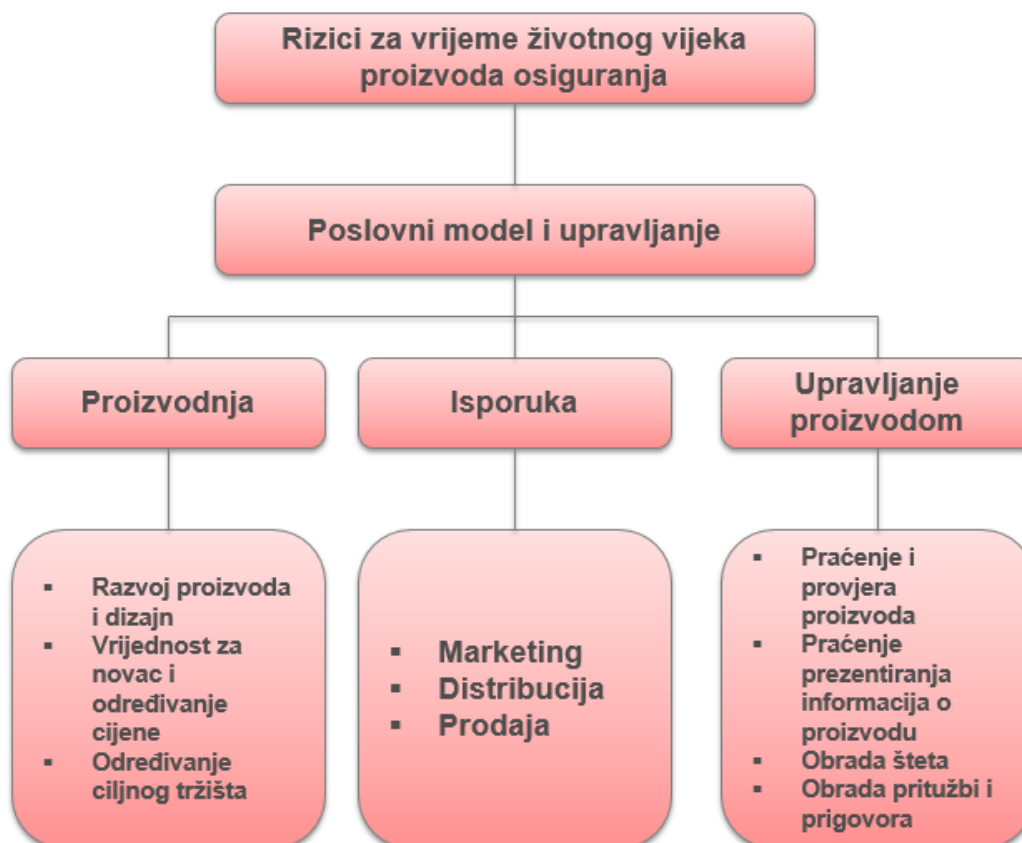 Rizici za vrijeme životnog vijeka
proizvoda osiguranja
Poslovni model i upravljanje
Proizvodnja
Isporuka
Upravljanje
proizvodom
▪ Razvoj proizvoda
i dizajn
▪ Vrijednost za
novac i
određivanje
cijene
▪ Određivanje
ciljnog tržišta
▪ Marketing
▪ Distribucija
▪ Prodaja
▪ Praćenje i
provjera
proizvoda
▪ Praćenje
prezentiranja
informacija o
proizvodu
▪ Obrada šteta
▪ Obrada pritužbi i
prigovora